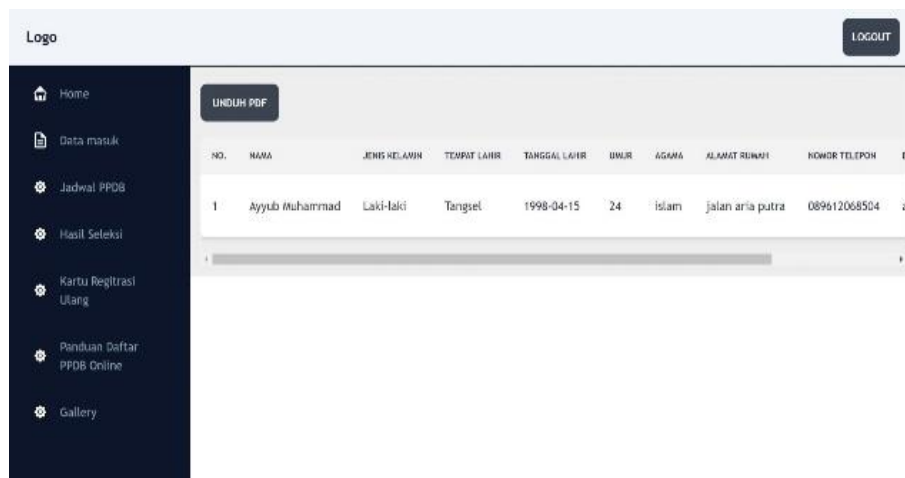 Logo
LOGOUT
Home
Data masuk
Jadwal PPDB
Hasil Seleksi
Kartu Regitrasi
Ulang
Panduan Daftar
PPDB Online
Gallery
UNDUH PDF
NO. NAMA JENIS KELAMIN TEMPAT LAHIR TANGGAL LAHIR UMUR AGAMA ALAMAT RUMAH NOMOR TELEPON
1 Ayyub Muhammad Laki-laki Tangsel 1998-04-15 24 islam jalan aria putra 089612068504